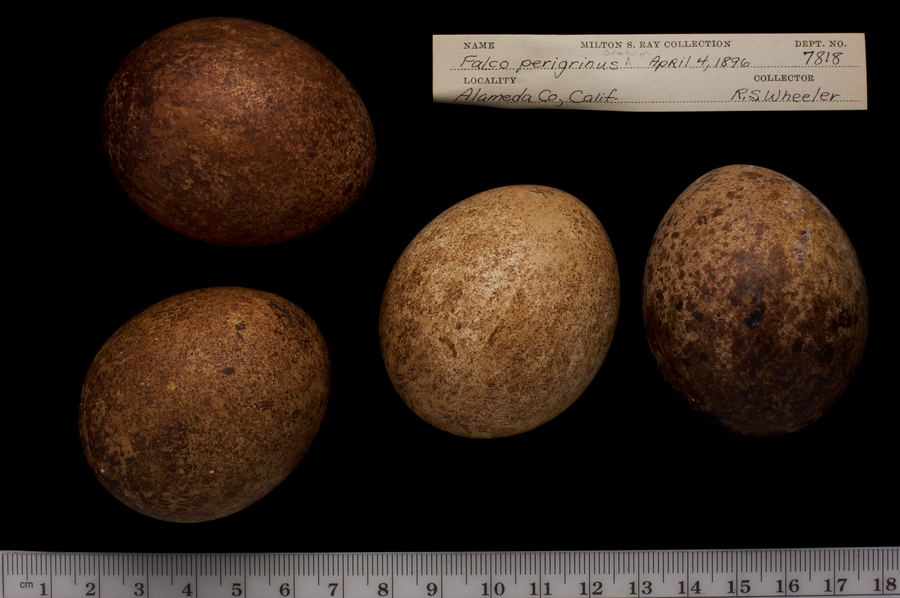 NAME MILTON S. RAY COLLECTION DEPT. NO.
Falco perigrinus April 4, 1896 7818
LOCALITY COLLECTOR
Alameda Co., Calif. R.S. Wheeler
cm 1 2 3 4 5 6 7 8 9 10 11 12 13 14 15 16 17 18